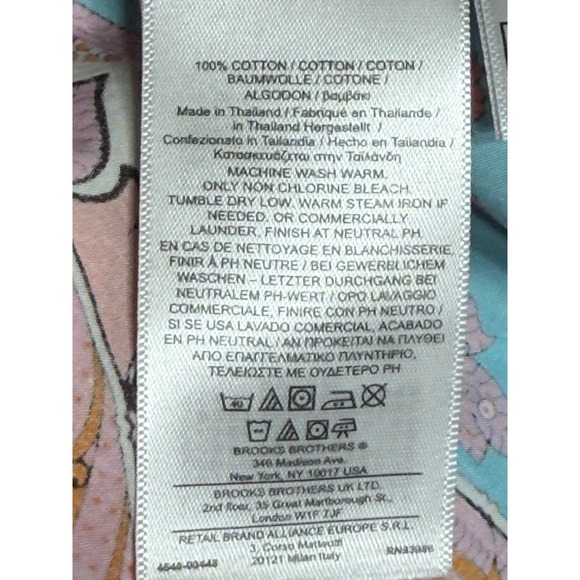 100% COTTON / COTTON / COTON /
BAUMWOLLE / COTONE /
ALGODON / βαμβάκι
Made in Thailand / Fabriqué en Thaïlande /
in Thailand Hergestellt /
Confezionato in Tailandia / Hecho en Tailandia /
Κατασκευάζεται στην Ταϊλάνδη
MACHINE WASH WARM.
ONLY NON CHLORINE BLEACH.
TUMBLE DRY LOW. WARM STEAM IRON IF
NEEDED. OR COMMERCIALLY
LAUNDER, FINISH AT NEUTRAL PH.
EN CAS DE NETTOYAGE EN BLANCHISSERIE,
FINIR À PH NEUTRE / BEI GEWERBLICHEM
WASCHEN – LETZTER DURCHGANG BEI
NEUTRALEM PH-WERT / OPO LAVAGGIO
COMMERCIALE, FINIRE CON PH NEUTRO /
SI SE USA LAVADO COMERCIAL, ACABADO
EN PH NEUTRAL / ΑΝ ΠΡΟΚΕΙΤΑΙ ΝΑ ΠΛΥΘΕΙ
ΑΠΟ ΕΠΑΓΓΕΛΜΑΤΙΚΟ ΠΛΥΝΤΗΡΙΟ,
ΤΕΛΕΙΩΣΤΕ ΜΕ ΟΥΔΕΤΕΡΟ PH
40
BROOKS BROTHERS ®
346 Madison Ave.
New York, NY 10017 USA
BROOKS BROTHERS UK LTD.
2nd floor, 35 Great Marlborough St.,
London W1F 7JF
RETAIL BRAND ALLIANCE EUROPE S.R.L.
3, Corso Matteotti
4640-00448 20121 Milan Italy